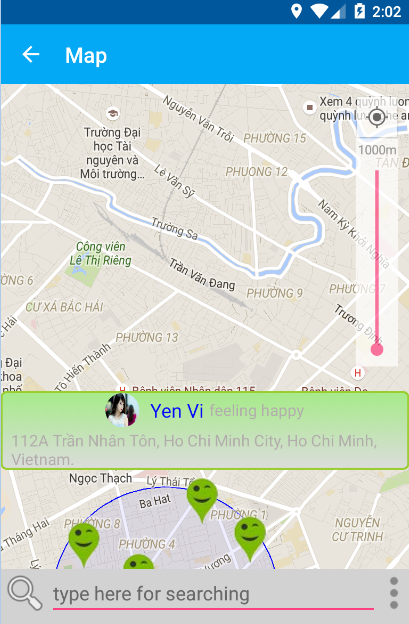 2:02
Map
Nguyễn Văn Trỗi
Xem 4 quỳnh
Trường Đại
học Tài
nguyên và
Môi trường...
PHƯỜNG 15
PHƯỜNG 12
Lê Văn Sỹ
1000m
Nam Kỳ Khởi Nghĩa
Trường Sa
Công viên
Lê Thị Riêng
Trần Văn Đang
PHƯỜNG 9
CƯ XÁ BẮC HẢI
PHƯỜNG 13
Tô Hiến Thành
H
Bệnh viện Nhân dân 115
H
Yen Vi feeling happy
112A Trần Nhân Tôn, Ho Chi Minh City, Ho Chi Minh,
Vietnam.
Ngọc Thạch
Lý Thái Tổ
Ba Hat
PHƯỜNG 8
PHƯỜNG 1
PHƯỜNG 4
NGUYỄN
CƯ TRINH
type here for searching